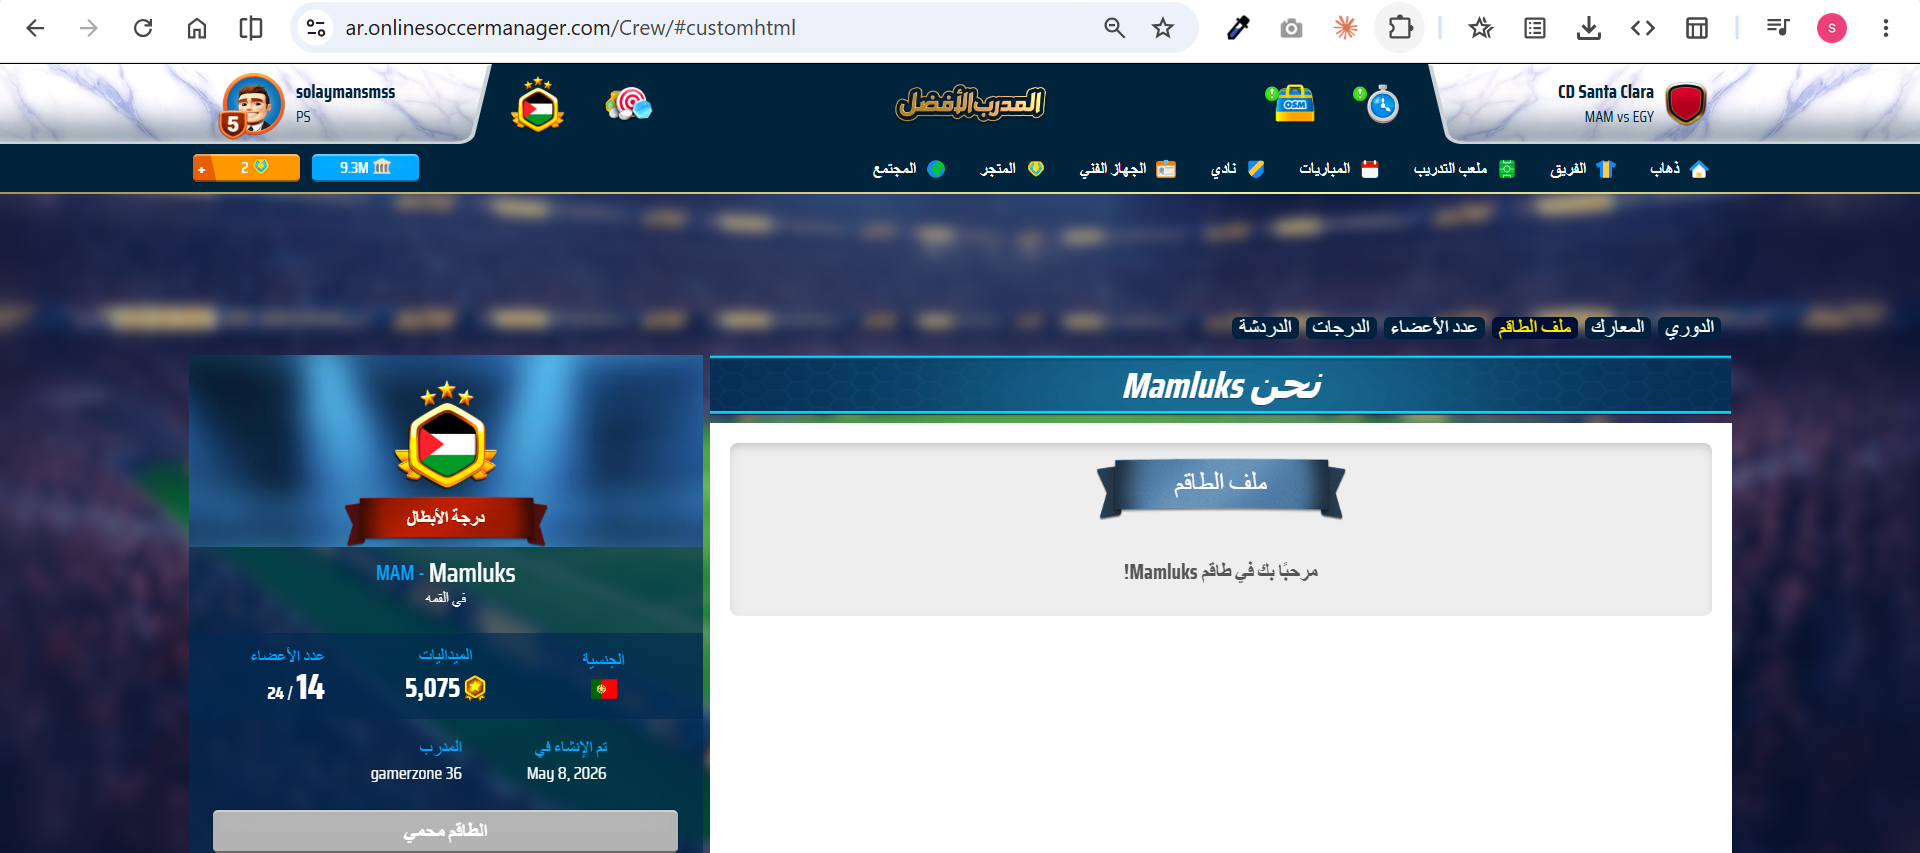 ar.onlinesoccermanager.com/Crew/#customhtml
S
solaymansmss
PS
5
المدرب الأفضل
OSM
CD Santa Clara
MAM vs EGY
+ 2
9.3M
ذهاب
الفريق
ملعب التدريب
المباريات
نادي
الجهاز الفني
المتجر
المجتمع
الدوري
المعارك
ملف الطاقم
عدد الأعضاء
الدرجات
الدردشة
نحن Mamluks
ملف الطاقم
مرحبًا بك في طاقم Mamluks!
درجة الأبطال
MAM - Mamluks
في القمه
الجنسية
الميداليات
5,075
عدد الأعضاء
14 / 24
تم الإنشاء في
May 8, 2026
المدرب
gamerzone 36
الطاقم محمي